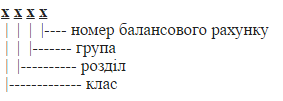 х х х х
| | | |---- номер балансового рахунку
| | |------- група
| |---------- розділ
|------------- клас